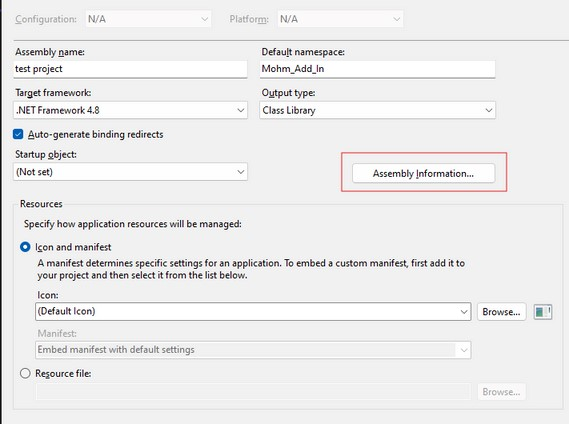 Configuration: N/A Platform: N/A
Assembly name: Default namespace:
test project Mohm_Add_In
Target framework: Output type:
.NET Framework 4.8 Class Library
Auto-generate binding redirects
Startup object:
(Not set) Assembly Information...
Resources
Specify how application resources will be managed:
Icon and manifest
A manifest determines specific settings for an application. To embed a custom manifest, first add it to
your project and then select it from the list below.
Icon:
(Default Icon) Browse...
Manifest:
Embed manifest with default settings
Resource file:
Browse...